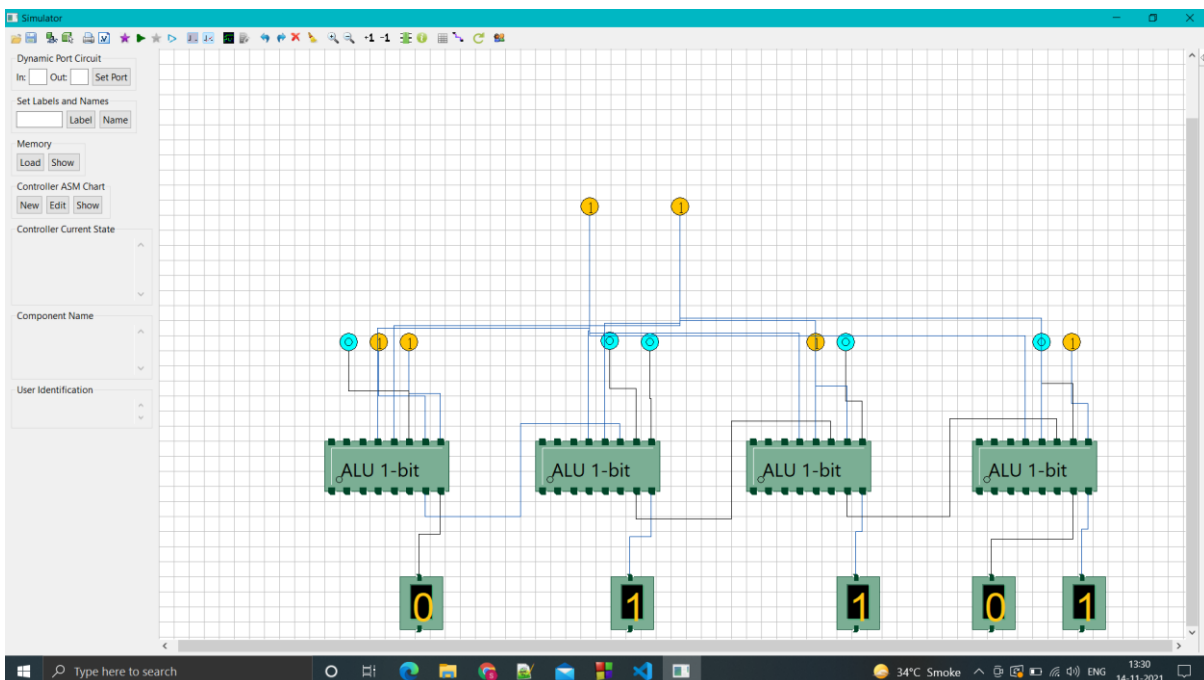 Simulator
+1 -1
Dynamic Port Circuit
In: Out: Set Port
Set Labels and Names
Label Name
Memory
Load Show
Controller ASM Chart
New Edit Show
Controller Current State
Component Name
User Identification
1 1
0 1 1 0 0 1 0 0 1
ALU 1-bit ALU 1-bit ALU 1-bit ALU 1-bit
0 1 1 0 1
Type here to search
34°C Smoke ENG 13:30
14-11-2021